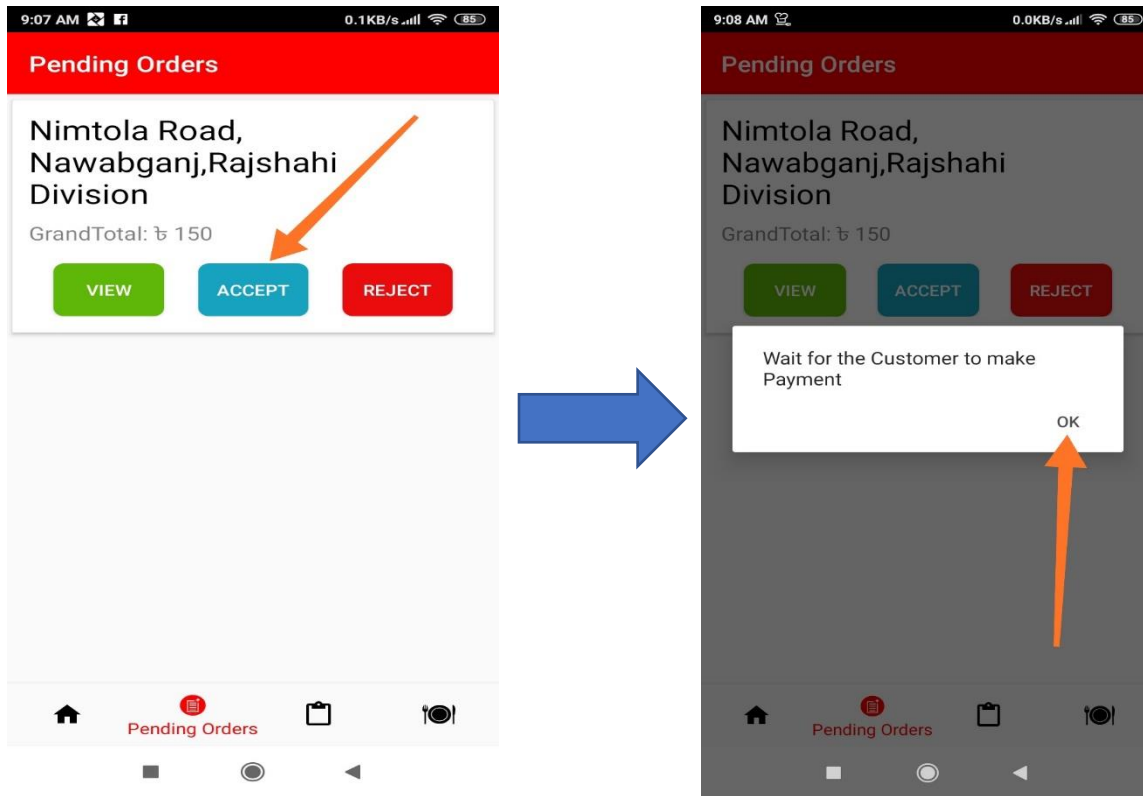 9:07 AM 0.1KB/s 85
Pending Orders
Nimtola Road,
Nawabganj,Rajshahi
Division
GrandTotal: ৳ 150
VIEW ACCEPT REJECT
Pending Orders
9:08 AM 0.0KB/s 85
Pending Orders
Nimtola Road,
Nawabganj,Rajshahi
Division
GrandTotal: ৳ 150
VIEW ACCEPT REJECT
Wait for the Customer to make
Payment
OK
Pending Orders